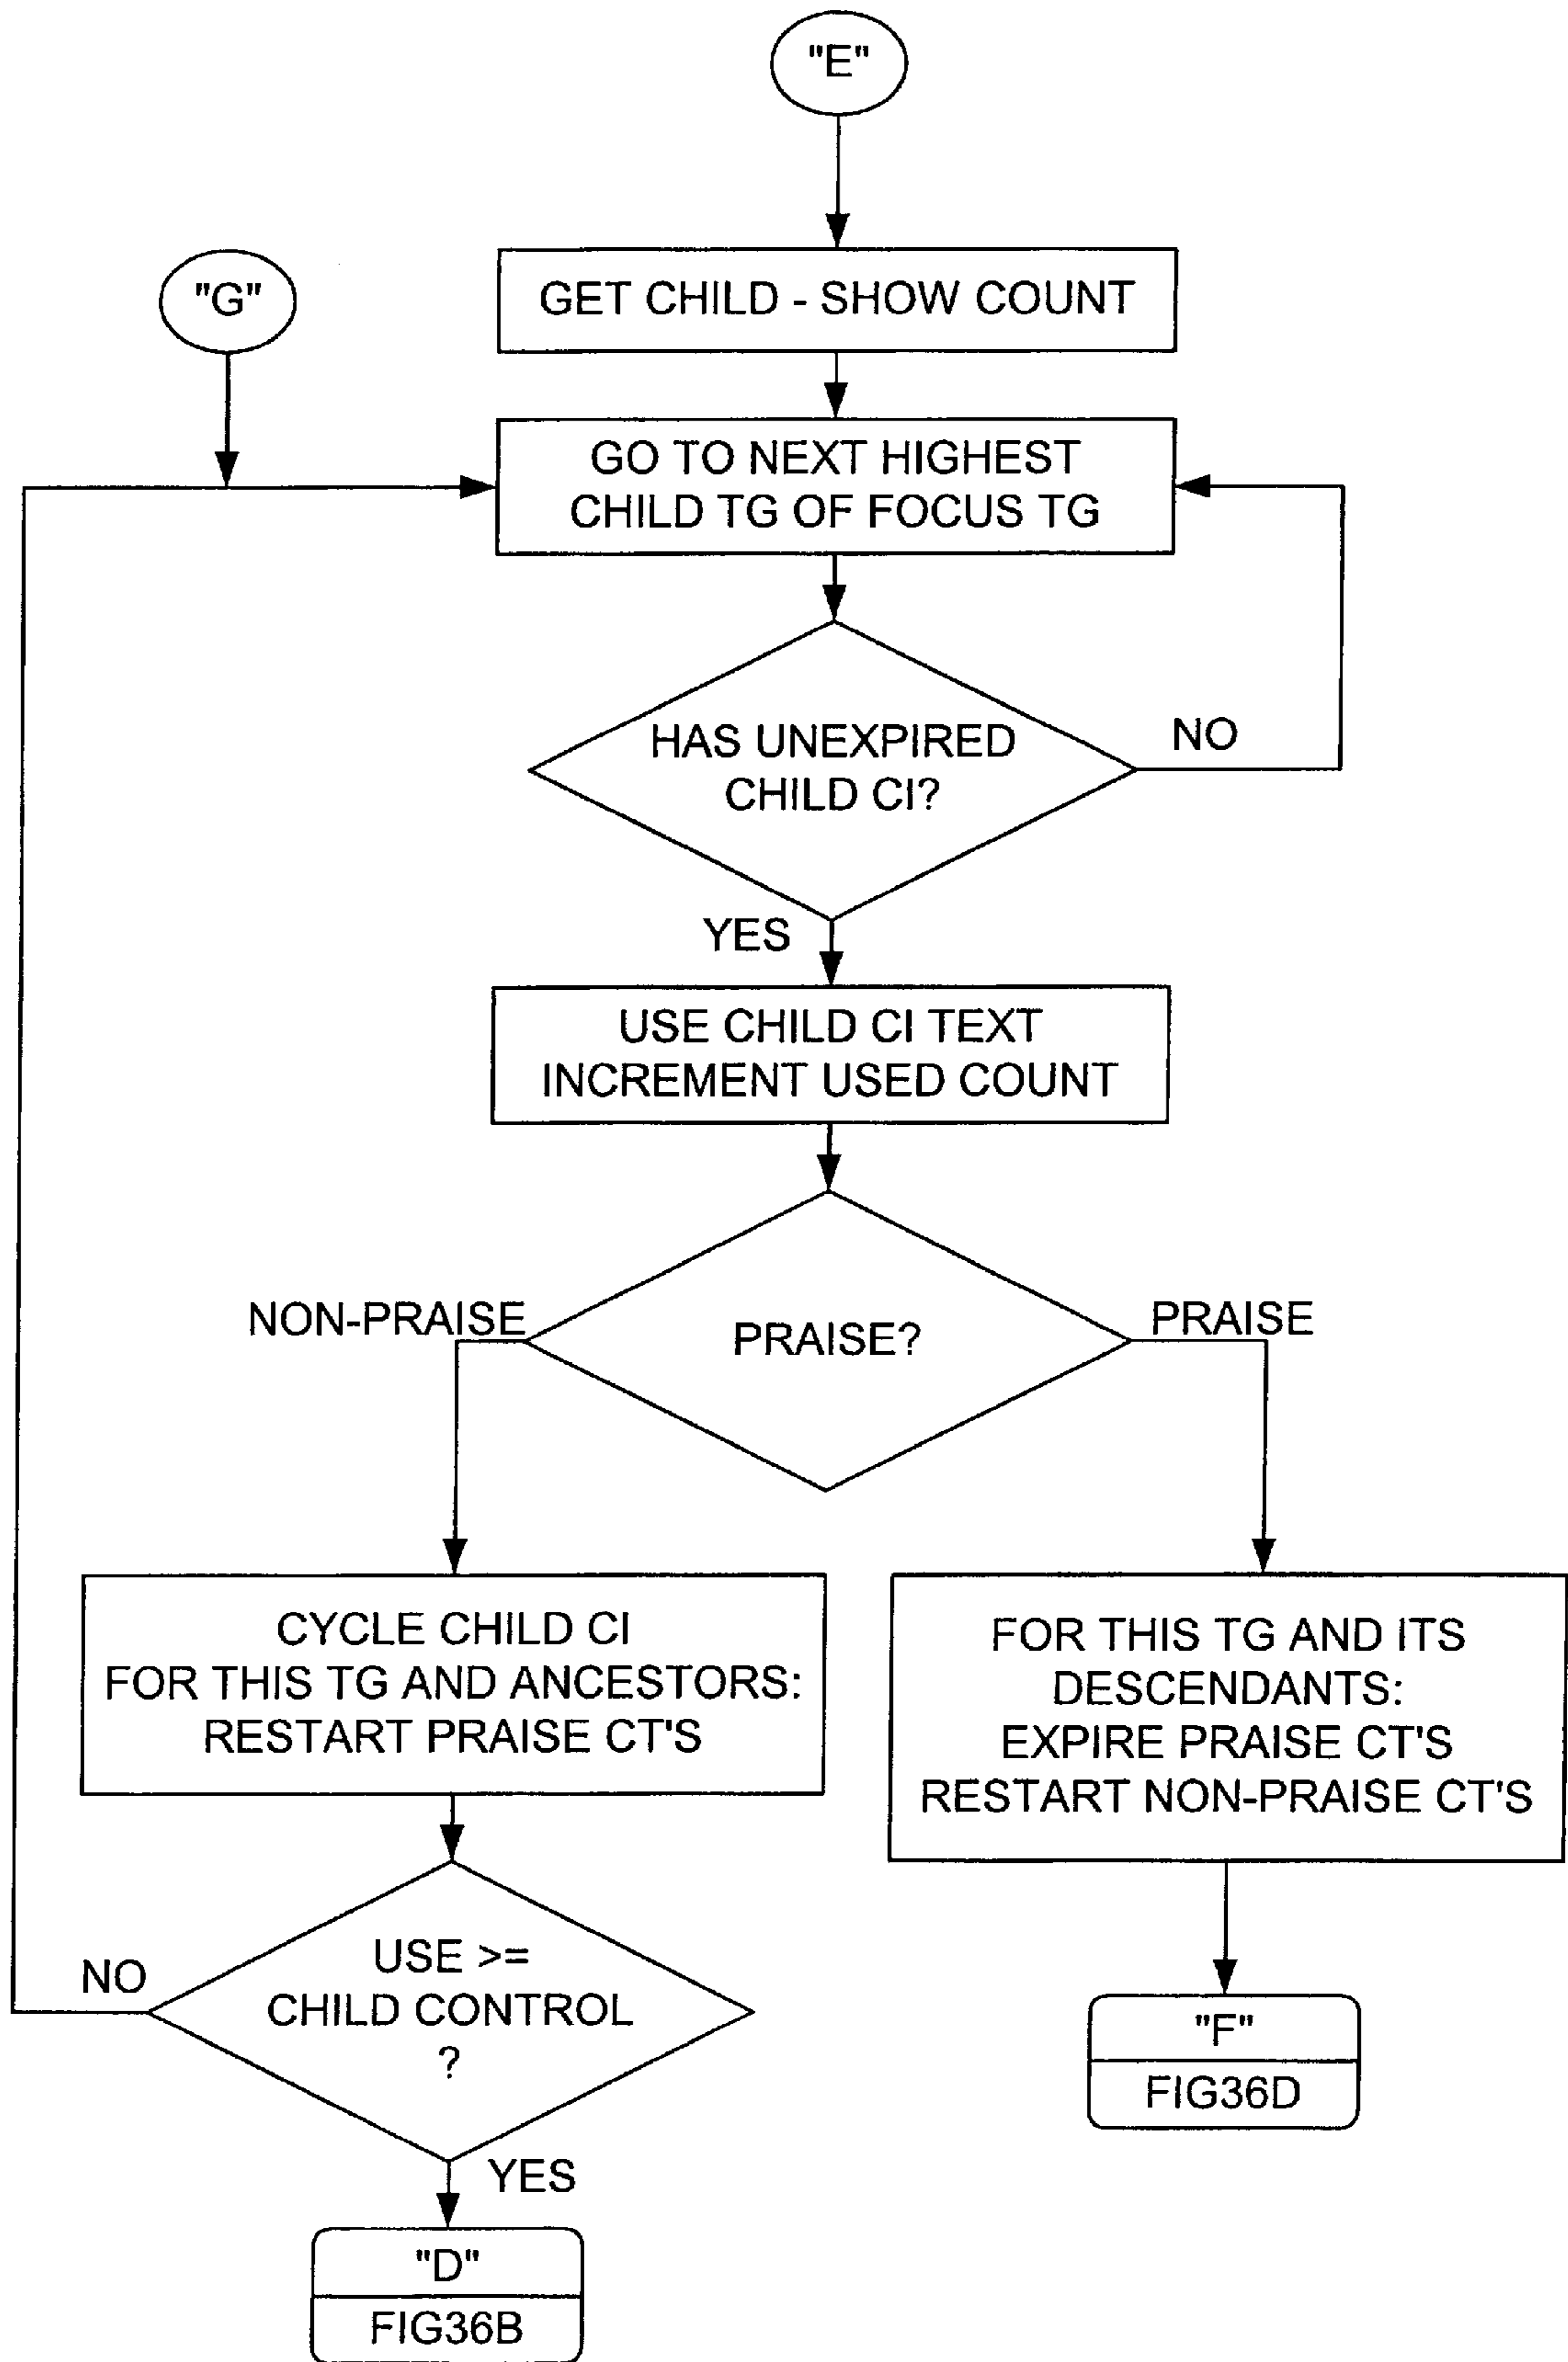 "E"
GET CHILD - SHOW COUNT
"G"
GO TO NEXT HIGHEST
CHILD TG OF FOCUS TG
HAS UNEXPIRED
CHILD CI?
NO
YES
USE CHILD CI TEXT
INCREMENT USED COUNT
NON-PRAISE
PRAISE?
PRAISE
CYCLE CHILD CI
FOR THIS TG AND ANCESTORS:
RESTART PRAISE CT'S
FOR THIS TG AND ITS
DESCENDANTS:
EXPIRE PRAISE CT'S
RESTART NON-PRAISE CT'S
NO
USE >=
CHILD CONTROL
?
YES
"F"
FIG36D
"D"
FIG36B